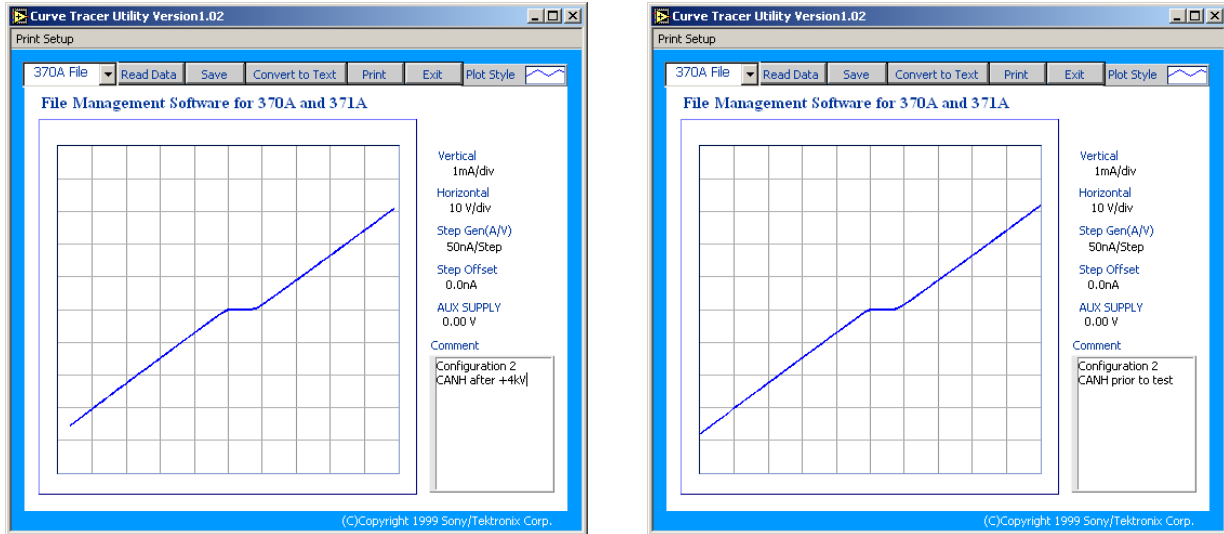 Curve Tracer Utility Version1.02
Print Setup
370A File Read Data Save Convert to Text Print Exit Plot Style
File Management Software for 370A and 371A
Vertical
1mA/div
Horizontal
10 V/div
Step Gen(A/V)
50nA/Step
Step Offset
0.0nA
AUX SUPPLY
0.00 V
Comment
Configuration 2
CANH after +4kV
(C)Copyright 1999 Sony/Tektronix Corp.
Curve Tracer Utility Version1.02
Print Setup
370A File Read Data Save Convert to Text Print Exit Plot Style
File Management Software for 370A and 371A
Vertical
1mA/div
Horizontal
10 V/div
Step Gen(A/V)
50nA/Step
Step Offset
0.0nA
AUX SUPPLY
0.00 V
Comment
Configuration 2
CANH prior to test
(C)Copyright 1999 Sony/Tektronix Corp.